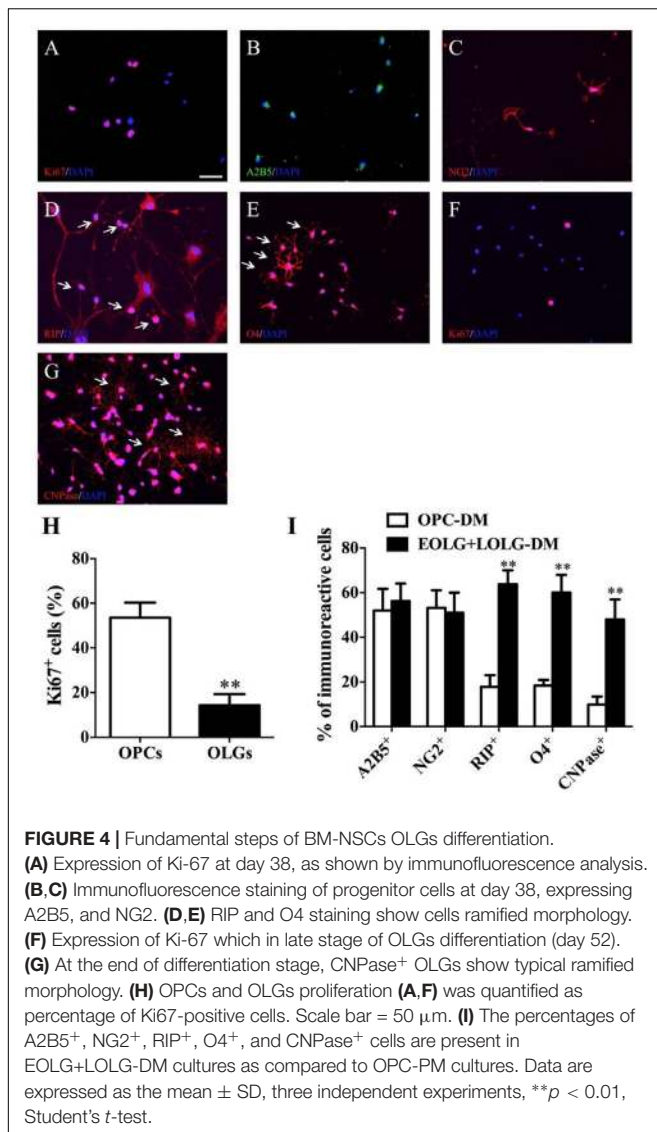 A
B
C
Ki67/DAPI
A2B5/DAPI
NG2/DAPI
D
E
F
RIP/DAPI
O4/DAPI
Ki67/DAPI
G
CNPase/DAPI
H
Ki67+ cells (%)
80
60
40
20
0
**
OPCs OLGs
I
OPC-DM
EOLG+LOLG-DM
% of immunoreactive cells
80
60
40
20
0
** ** **
A2B5+ NG2+ RIP+ O4+ CNPase+
FIGURE 4 | Fundamental steps of BM-NSCs OLGs differentiation.
(A) Expression of Ki-67 at day 38, as shown by immunofluorescence analysis.
(B,C) Immunofluorescence staining of progenitor cells at day 38, expressing
A2B5, and NG2. (D,E) RIP and O4 staining show cells ramified morphology.
(F) Expression of Ki-67 which in late stage of OLGs differentiation (day 52).
(G) At the end of differentiation stage, CNPase+ OLGs show typical ramified
morphology. (H) OPCs and OLGs proliferation (A,F) was quantified as
percentage of Ki67-positive cells. Scale bar = 50 μm. (I) The percentages of
A2B5+, NG2+, RIP+, O4+, and CNPase+ cells are present in
EOLG+LOLG-DM cultures as compared to OPC-PM cultures. Data are
expressed as the mean ± SD, three independent experiments, **p < 0.01,
Student's t-test.